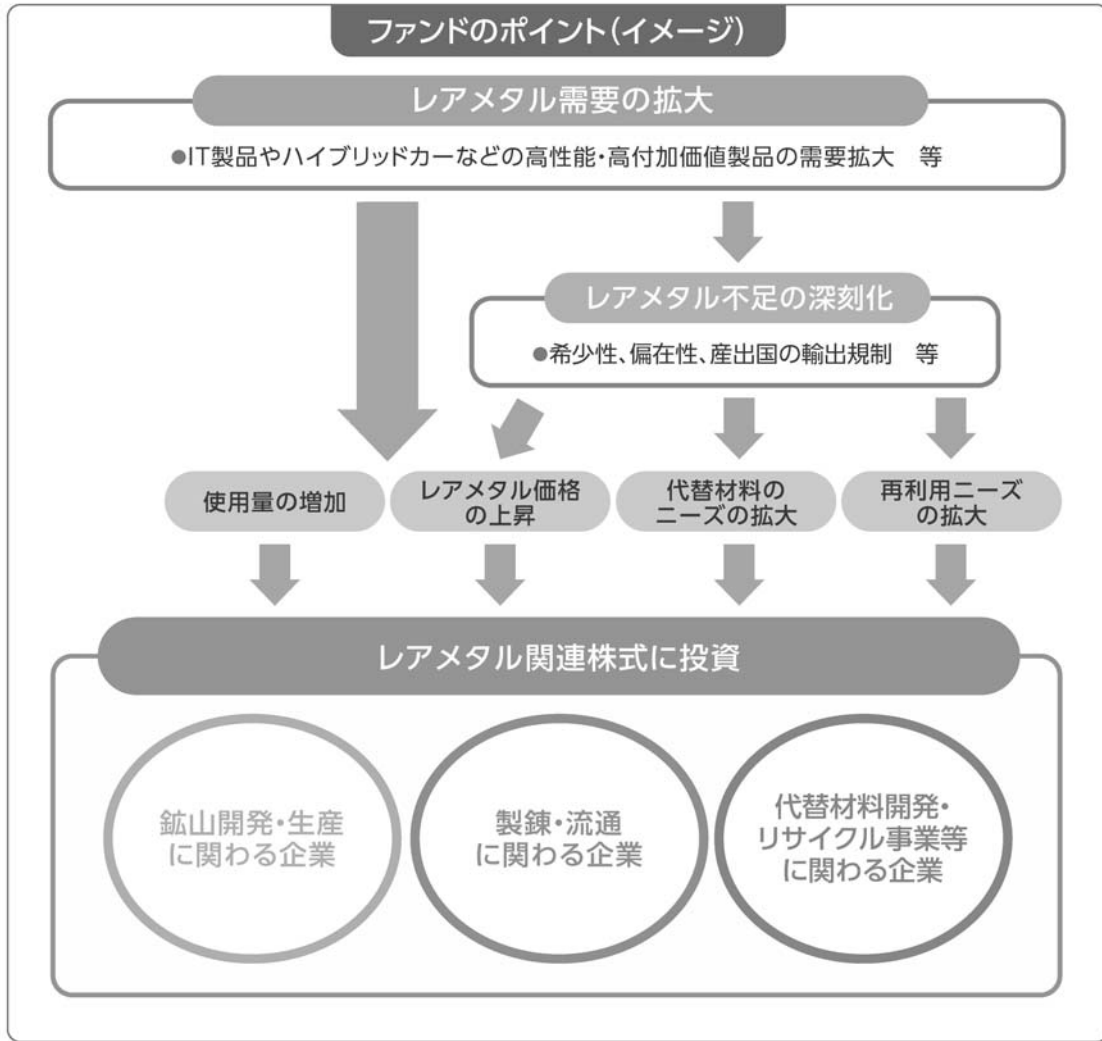 ファンドのポイント(イメージ)
レアメタル需要の拡大
●IT製品やハイブリッドカーなどの高性能・高付加価値製品の需要拡大　等
レアメタル不足の深刻化
●希少性、偏在性、産出国の輸出規制　等
使用量の増加
レアメタル価格
の上昇
代替材料の
ニーズの拡大
再利用ニーズ
の拡大
レアメタル関連株式に投資
鉱山開発・生産
に関わる企業
製錬・流通
に関わる企業
代替材料開発・
リサイクル事業等
に関わる企業